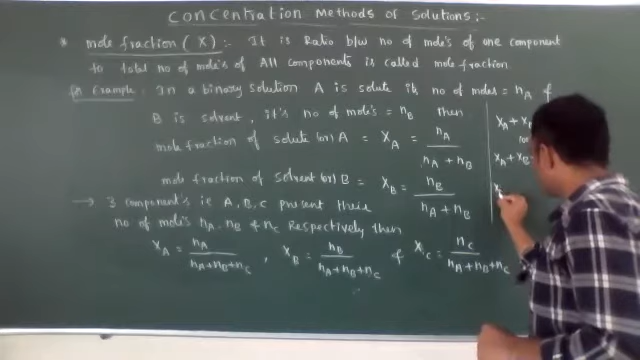 Concentration Methods of Solutions:-
* mole fraction (X) :- It is Ratio b/w no of mole's of one component
to total no of mole's of All components is called mole fraction
for Example:- In a binary solution A is solute its no of moles = nA &
B is solvent, it's no of mole's = nB Then
mole fraction of solute (or) A = XA = nA / nA + nB
mole fraction of solvent (or) B = XB = nB / nA + nB
→ 3 components is A, B, C present their
no of mole's nA, nB & nC Respectively then
XA = nA / nA+nB+nC , XB = nB / nA+nB+nC & XC = nC / nA+nB+nC
XA + X
XA + XB
X